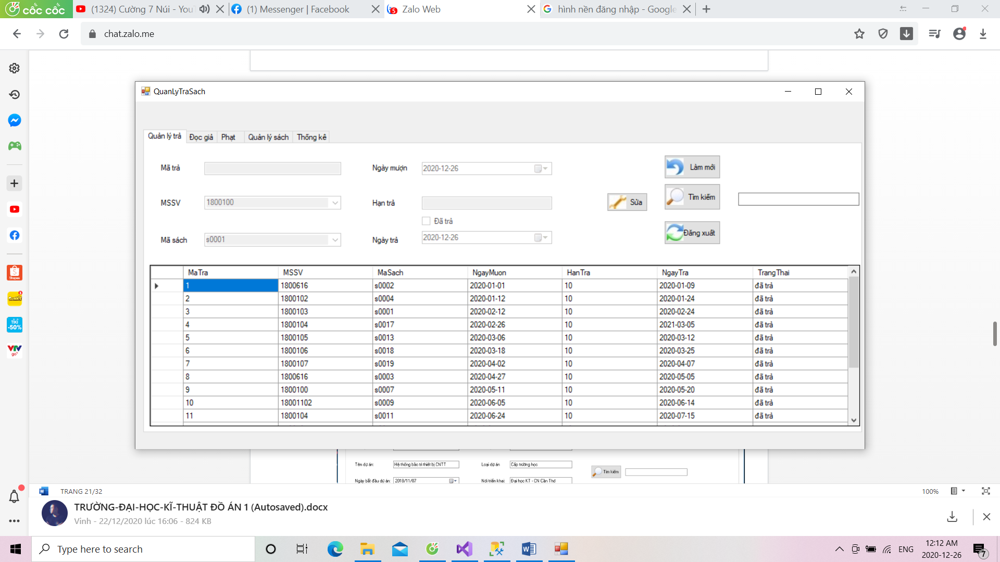 cốc cốc
(1324) Cường 7 Núi - You
(1) Messenger | Facebook
Zalo Web
hình nền đăng nhập - Google
chat.zalo.me
QuanLyTraSach
Quản lý trả
Đọc giả
Phạt
Quản lý sách
Thống kê
Mã trả
Ngày mượn
2020-12-26
Làm mới
MSSV
1800100
Hạn trả
Sửa
Tìm kiếm
Đã trả
Mã sách
s0001
Ngày trả
2020-12-26
Đăng xuất
MaTra MSSV MaSach NgayMuon HanTra NgayTra TrangThai
1 1800616 s0002 2020-01-01 10 2020-01-09 đã trả
2 1800102 s0004 2020-01-12 10 2020-01-24 đã trả
3 1800103 s0001 2020-02-12 10 2020-02-24 đã trả
4 1800104 s0017 2020-02-26 10 2021-03-05 đã trả
5 1800105 s0013 2020-03-06 10 2020-03-12 đã trả
6 1800106 s0018 2020-03-18 10 2020-03-25 đã trả
7 1800107 s0019 2020-04-02 10 2020-04-07 đã trả
8 1800616 s0003 2020-04-27 10 2020-05-05 đã trả
9 1800100 s0007 2020-05-11 10 2020-05-20 đã trả
10 18001102 s0009 2020-06-05 10 2020-06-14 đã trả
11 1800104 s0011 2020-06-24 10 2020-07-15 đã trả
Tên dự án:
Hệ thống bảo trì thiết bị CNTT
Loại dự án
Cấp trường học
Tìm kiếm
Ngày bắt đầu dự án:
2018/11/07
Nơi triển khai:
Đại học KT - CN Cần Thơ
TRANG 21/32
100%
TRƯỜNG-ĐẠI-HỌC-KĨ-THUẬT ĐỒ ÁN 1 (Autosaved).docx
Vinh - 22/12/2020 lúc 16:06 - 824 KB
Shopee
TIKI
-50%
VTV
go
Type here to search
ENG
12:12 AM
2020-12-26
7